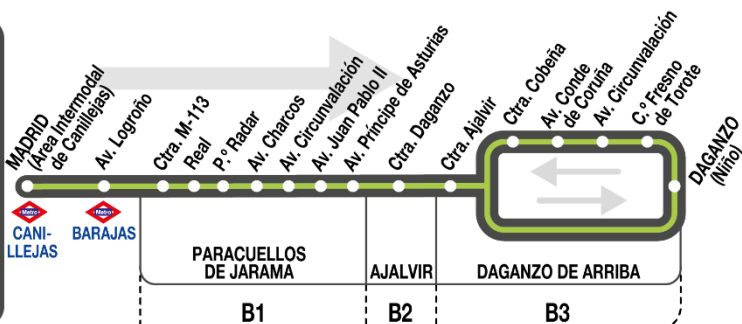 MADRID
(Área Intermodal
de Canillejas)
Av. Logroño
Ctra. M-113
Real
P.º Radar
Av. Charcos
Av. Circunvalación
Av. Juan Pablo II
Av. Príncipe de Asturias
Ctra. Daganzo
Ctra. Ajalvir
Ctra. Cobeña
Av. Conde
de Coruña
Av. Circunvalación
C.º Fresno
de Torote
DAGANZO
(Niño)
Metro
CANI-
LLEJAS
Metro
BARAJAS
PARACUELLOS
DE JARAMA
AJALVIR
DAGANZO DE ARRIBA
B1
B2
B3